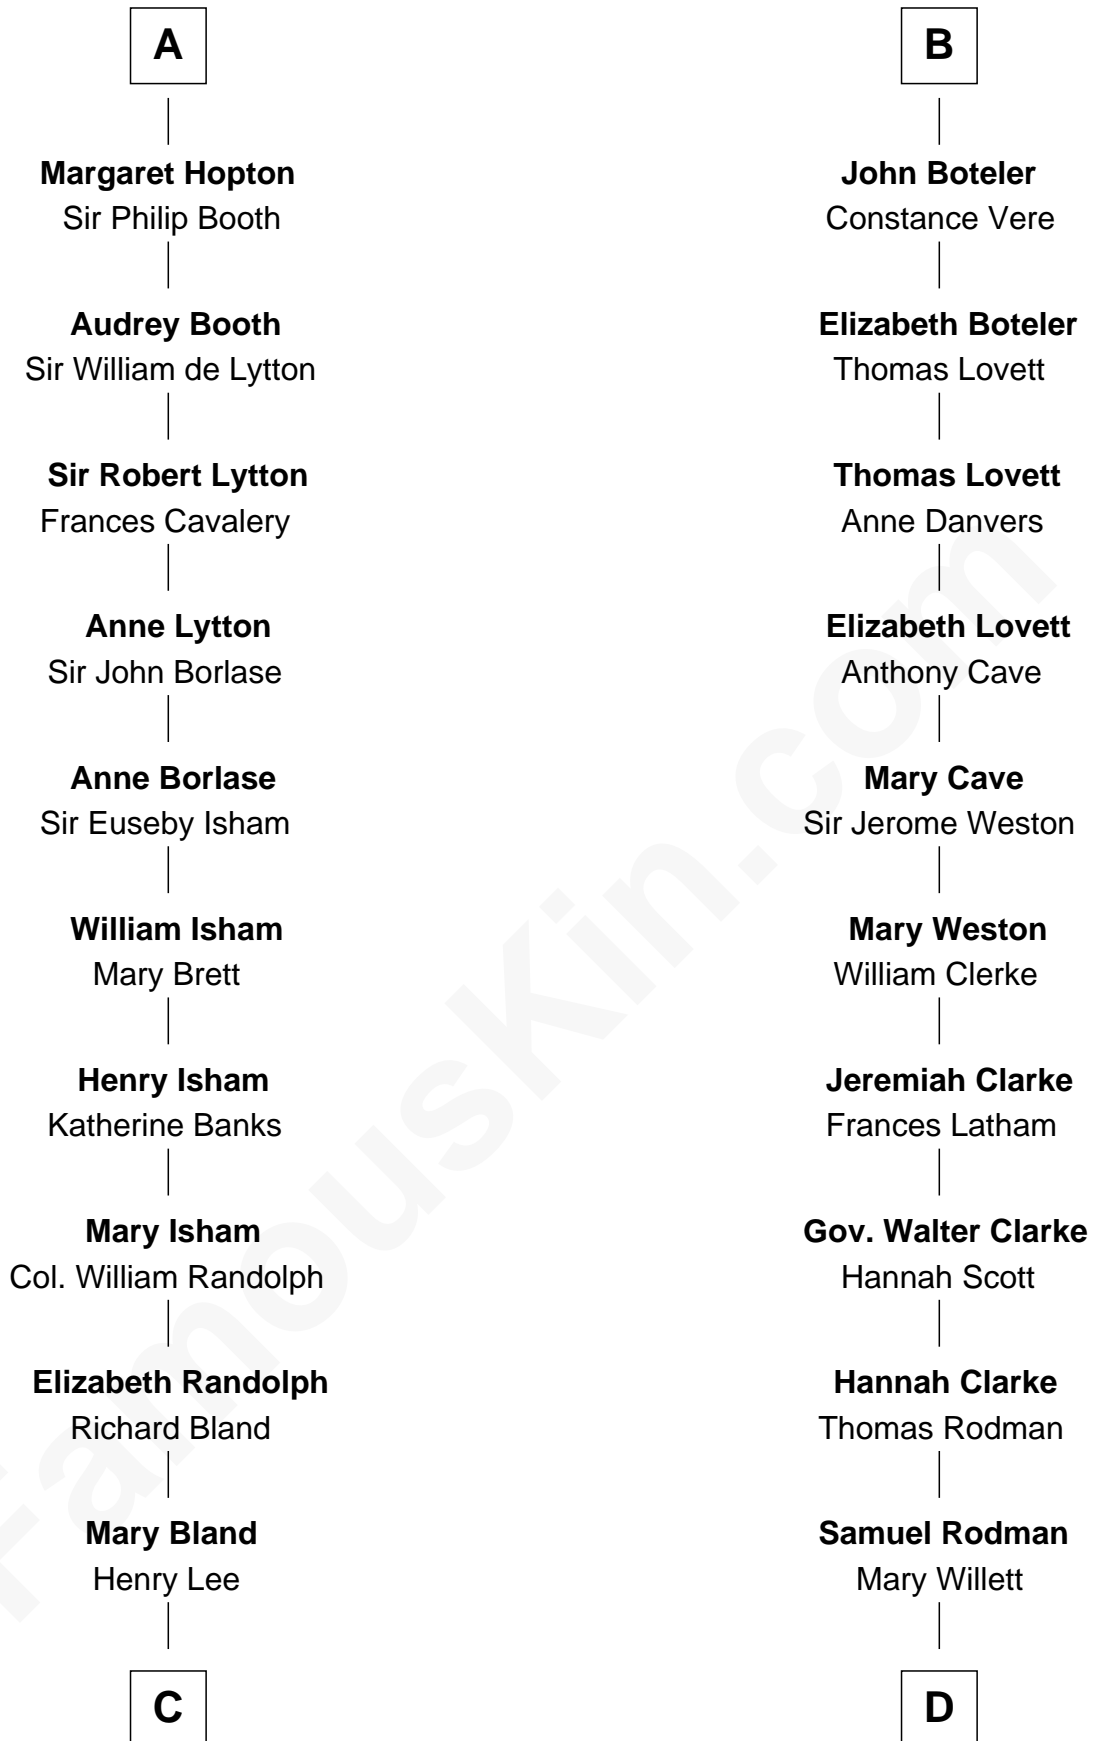 A
Margaret Hopton
Sir Philip Booth
Audrey Booth
Sir William de Lytton
Sir Robert Lytton
Frances Cavalery
Anne Lytton
Sir John Borlase
Anne Borlase
Sir Euseby Isham
William Isham
Mary Brett
Henry Isham
Katherine Banks
Mary Isham
Col. William Randolph
Elizabeth Randolph
Richard Bland
Mary Bland
Henry Lee
C
B
John Boteler
Constance Vere
Elizabeth Boteler
Thomas Lovett
Thomas Lovett
Anne Danvers
Elizabeth Lovett
Anthony Cave
Mary Cave
Sir Jerome Weston
Mary Weston
William Clerke
Jeremiah Clarke
Frances Latham
Gov. Walter Clarke
Hannah Scott
Hannah Clarke
Thomas Rodman
Samuel Rodman
Mary Willett
D
FamousKin.com